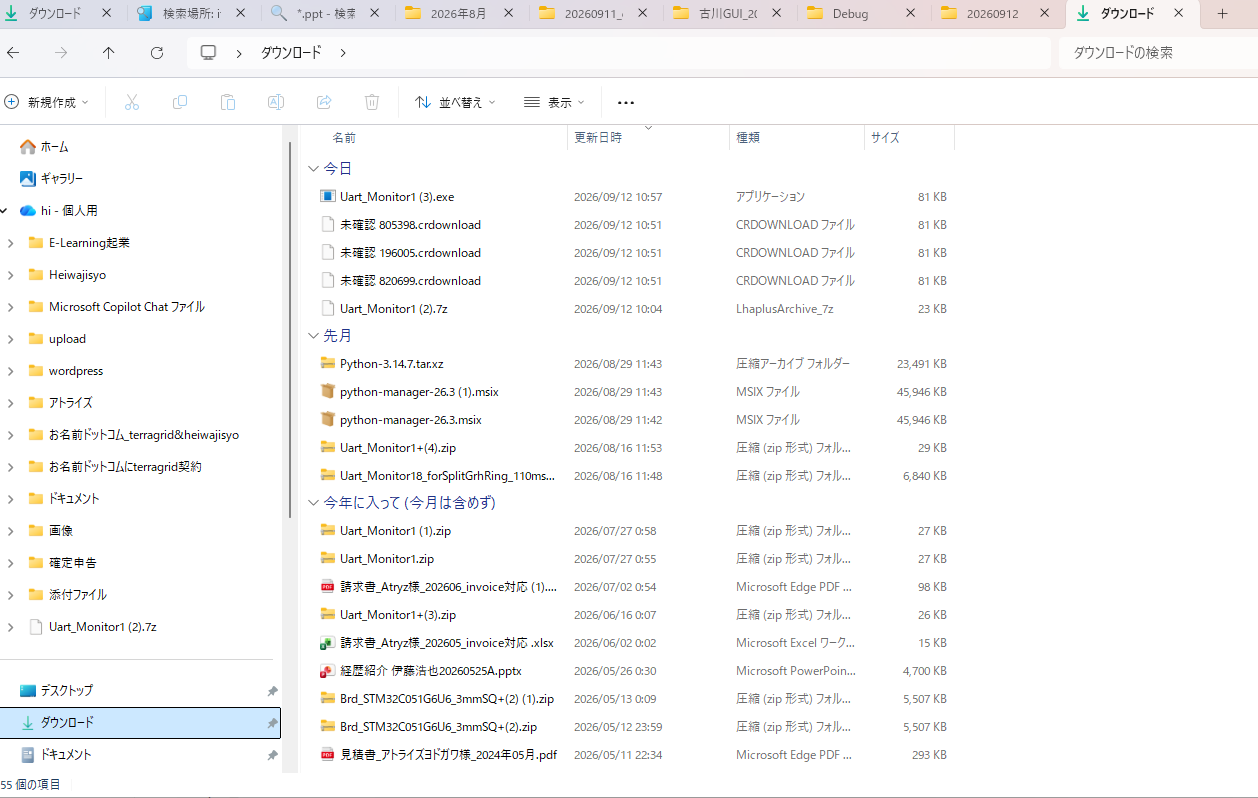 ダウンロード
検索場所: i
*.ppt - 検索
2026年8月
20260911_
古川GUI_20
Debug
20260912
ダウンロード
ダウンロード
ダウンロードの検索
新規作成
並べ替え
表示
ホーム
ギャラリー
hi - 個人用
E-Learning起業
Heiwajisyo
Microsoft Copilot Chat ファイル
upload
wordpress
アトライズ
お名前ドットコム_terragrid&heiwajisyo
お名前ドットコムにterragrid契約
ドキュメント
画像
確定申告
添付ファイル
Uart_Monitor1 (2).7z
デスクトップ
ダウンロード
ドキュメント
名前 更新日時 種類 サイズ
今日
Uart_Monitor1 (3).exe 2026/09/12 10:57 アプリケーション 81 KB
未確認 805398.crdownload 2026/09/12 10:51 CRDOWNLOAD ファイル 81 KB
未確認 196005.crdownload 2026/09/12 10:51 CRDOWNLOAD ファイル 81 KB
未確認 820699.crdownload 2026/09/12 10:51 CRDOWNLOAD ファイル 81 KB
Uart_Monitor1 (2).7z 2026/09/12 10:04 LhaplusArchive_7z 23 KB
先月
Python-3.14.7.tar.xz 2026/08/29 11:43 圧縮アーカイブ フォルダー 23,491 KB
python-manager-26.3 (1).msix 2026/08/29 11:43 MSIX ファイル 45,946 KB
python-manager-26.3.msix 2026/08/29 11:42 MSIX ファイル 45,946 KB
Uart_Monitor1+(4).zip 2026/08/16 11:53 圧縮 (zip 形式) フォル... 29 KB
Uart_Monitor18_forSplitGrhRing_110ms... 2026/08/16 11:48 圧縮 (zip 形式) フォル... 6,840 KB
今年に入って (今月は含めず)
Uart_Monitor1 (1).zip 2026/07/27 0:58 圧縮 (zip 形式) フォル... 27 KB
Uart_Monitor1.zip 2026/07/27 0:55 圧縮 (zip 形式) フォル... 27 KB
請求書_Atryz様_202606_invoice対応 (1).... 2026/07/02 0:54 Microsoft Edge PDF ... 98 KB
Uart_Monitor1+(3).zip 2026/06/16 0:07 圧縮 (zip 形式) フォル... 26 KB
請求書_Atryz様_202605_invoice対応 .xlsx 2026/06/02 0:02 Microsoft Excel ワーク... 15 KB
経歴紹介 伊藤浩也20260525A.pptx 2026/05/26 0:30 Microsoft PowerPoin... 4,700 KB
Brd_STM32C051G6U6_3mmSQ+(2) (1).zip 2026/05/13 0:09 圧縮 (zip 形式) フォル... 5,507 KB
Brd_STM32C051G6U6_3mmSQ+(2).zip 2026/05/12 23:59 圧縮 (zip 形式) フォル... 5,507 KB
見積書_アトライズヨドガワ様_2024年05月.pdf 2026/05/11 22:34 Microsoft Edge PDF ... 293 KB
55 個の項目